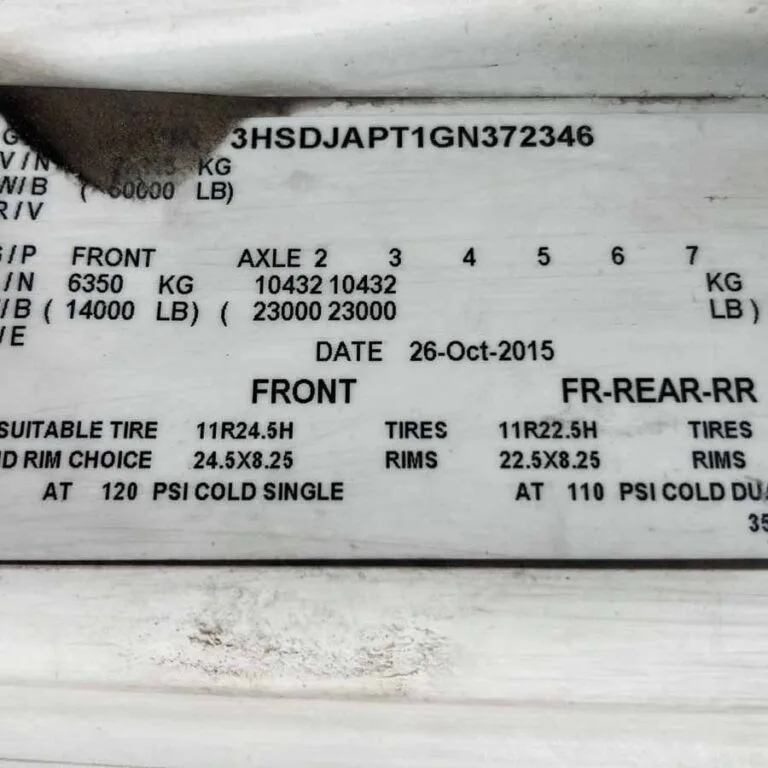 3HSDJAPT1GN372346
V/N KG
W/B ( 60000 LB)
R/V
/P FRONT AXLE 2 3 4 5 6 7
/N 6350 KG 10432 10432 KG
/B ( 14000 LB) ( 23000 23000 LB )
/E
DATE 26-Oct-2015
FRONT FR-REAR-RR
SUITABLE TIRE 11R24.5H TIRES 11R22.5H TIRES
ND RIM CHOICE 24.5X8.25 RIMS 22.5X8.25 RIMS
AT 120 PSI COLD SINGLE AT 110 PSI COLD DUA
35